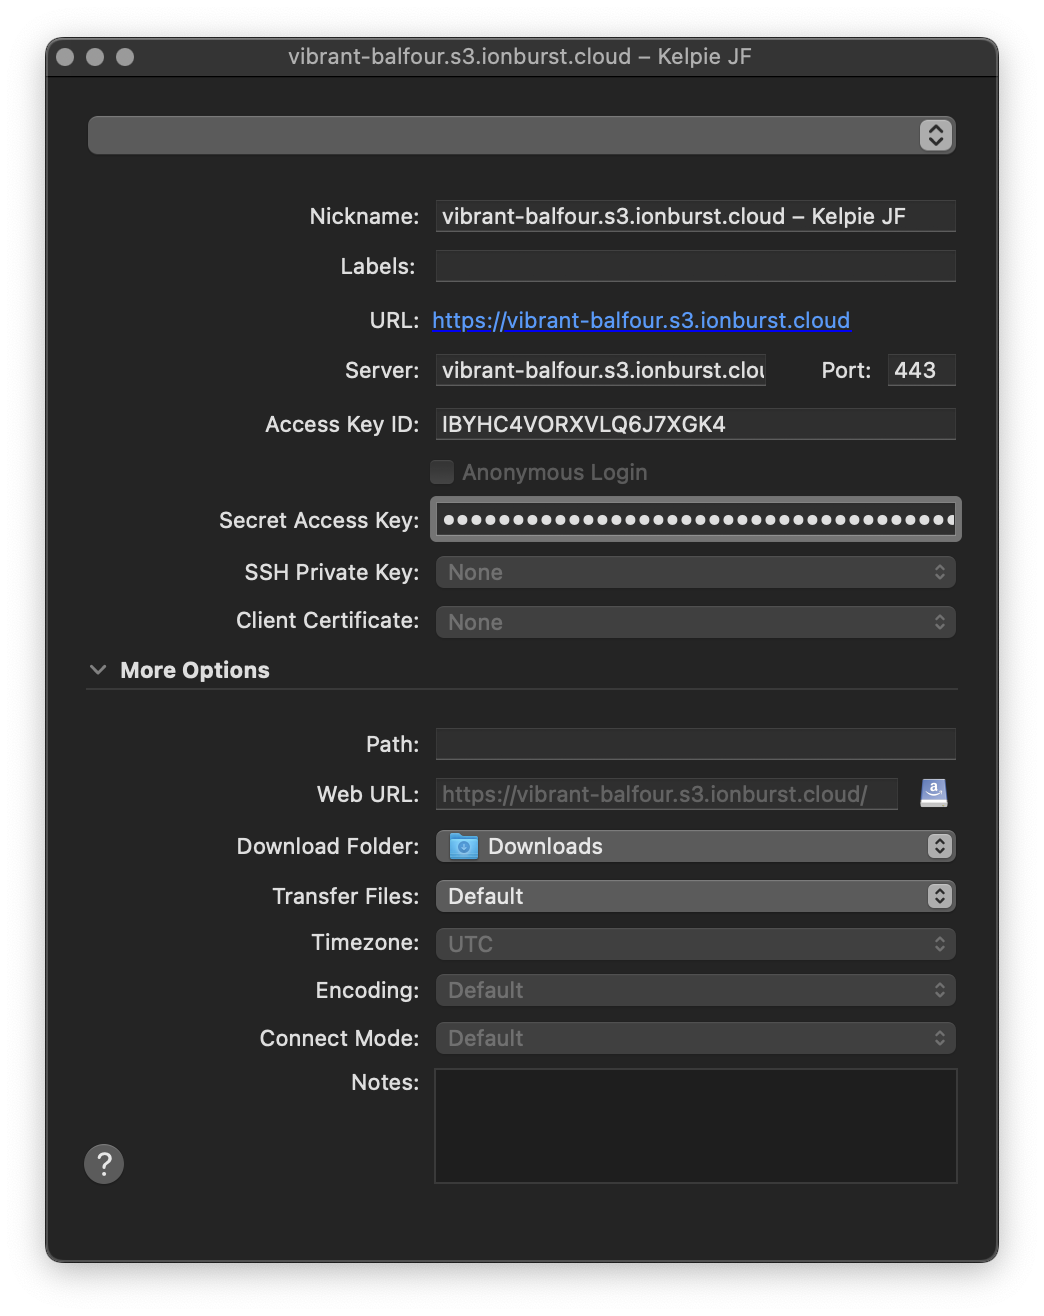 vibrant-balfour.s3.ionburst.cloud – Kelpie JF
Nickname: vibrant-balfour.s3.ionburst.cloud – Kelpie JF
Labels:
URL: https://vibrant-balfour.s3.ionburst.cloud
Server: vibrant-balfour.s3.ionburst.clou Port: 443
Access Key ID: IBYHC4VORXVLQ6J7XGK4
Anonymous Login
Secret Access Key: ●●●●●●●●●●●●●●●●●●●●●●●●●●●●●●●●●●●●●
SSH Private Key: None
Client Certificate: None
More Options
Path:
Web URL: https://vibrant-balfour.s3.ionburst.cloud/
Download Folder: Downloads
Transfer Files: Default
Timezone: UTC
Encoding: Default
Connect Mode: Default
Notes:
?